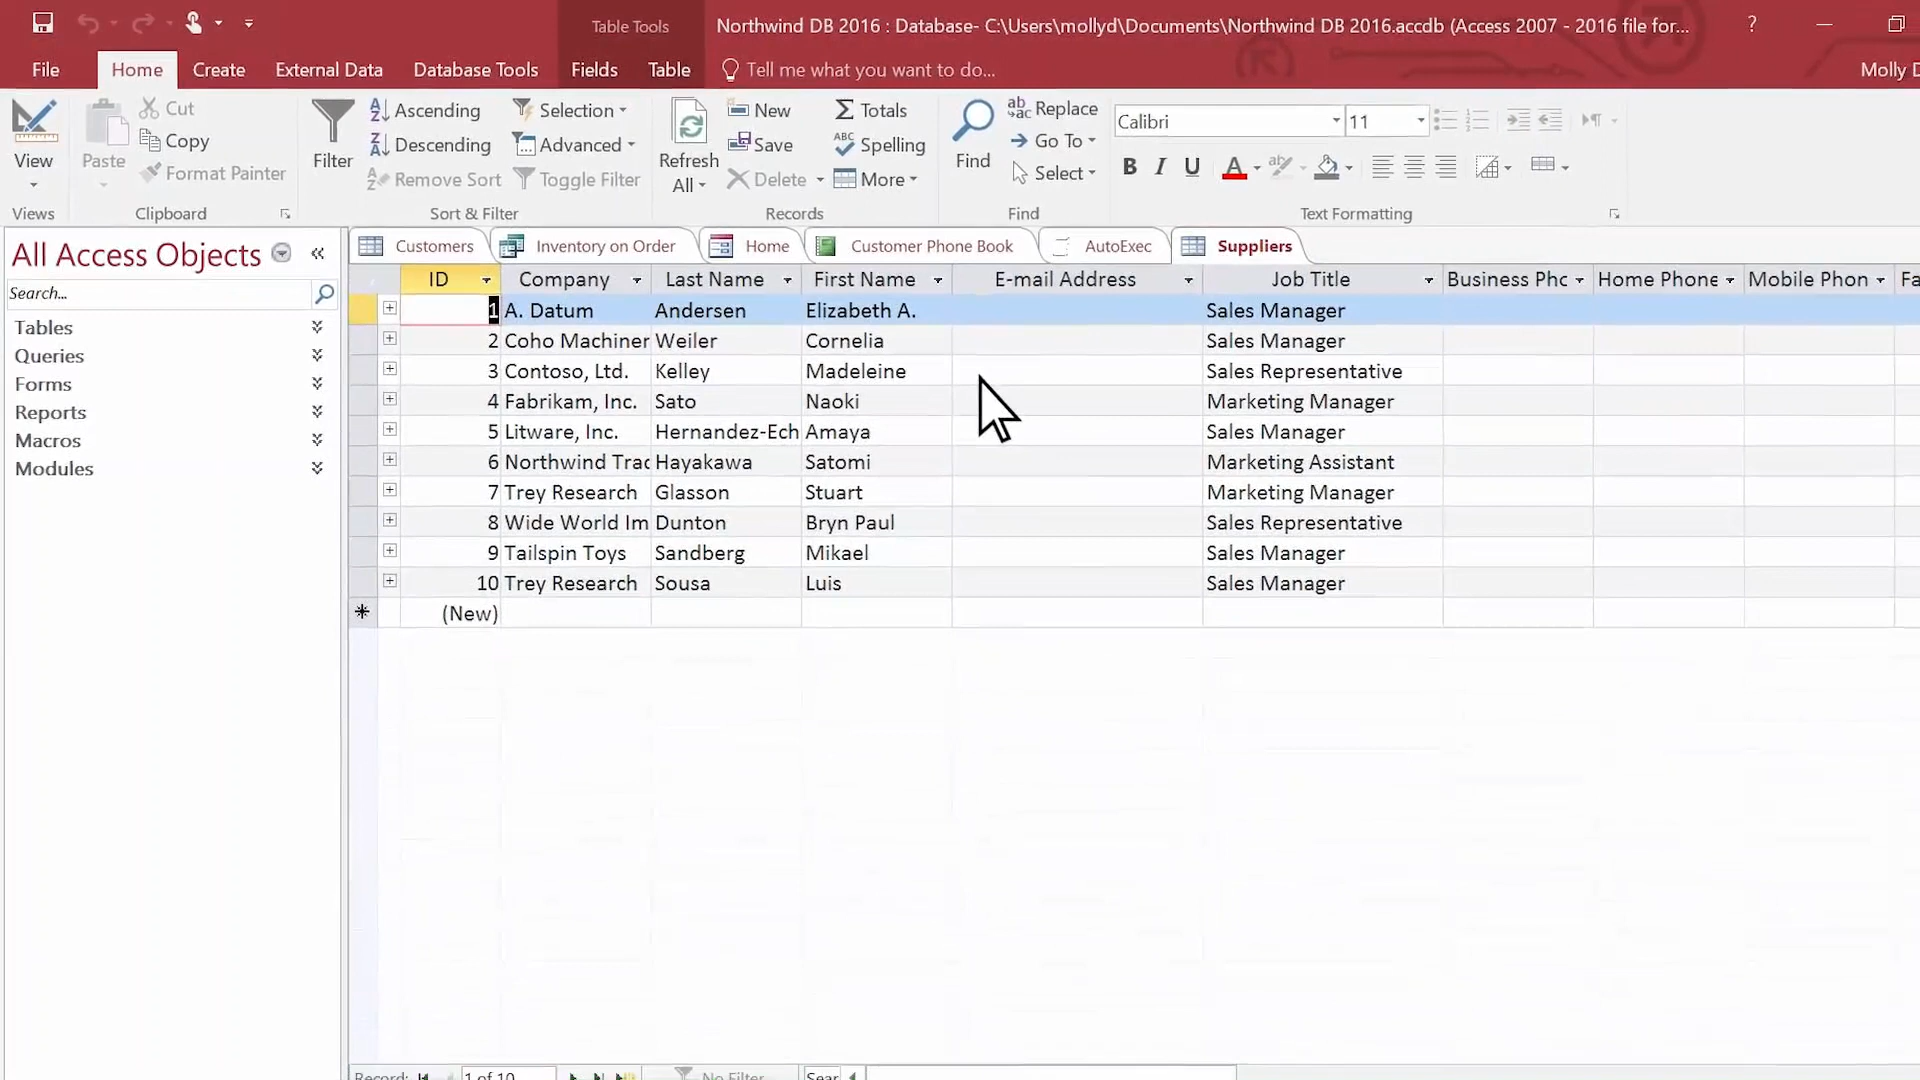 Table Tools
Northwind DB 2016 : Database- C:\Users\mollyd\Documents\Northwind DB 2016.accdb (Access 2007 - 2016 file for...
?
File Home Create External Data Database Tools Fields Table Tell me what you want to do... Molly D
View
Views
Paste
Cut
Copy
Format Painter
Clipboard
Filter
Ascending
Descending
Remove Sort
Selection
Advanced
Toggle Filter
Sort & Filter
Refresh
All
New
Save
Delete
Totals
Spelling
More
Records
Find
Replace
Go To
Select
Find
Calibri 11
B I U A
Text Formatting
All Access Objects
Search...
Tables
Queries
Forms
Reports
Macros
Modules
Customers Inventory on Order Home Customer Phone Book AutoExec Suppliers
ID Company Last Name First Name E-mail Address Job Title Business Phc Home Phone Mobile Phon Fa
1 A. Datum Andersen Elizabeth A. Sales Manager
2 Coho Machiner Weiler Cornelia Sales Manager
3 Contoso, Ltd. Kelley Madeleine Sales Representative
4 Fabrikam, Inc. Sato Naoki Marketing Manager
5 Litware, Inc. Hernandez-Ech Amaya Sales Manager
6 Northwind Trac Hayakawa Satomi Marketing Assistant
7 Trey Research Glasson Stuart Marketing Manager
8 Wide World Im Dunton Bryn Paul Sales Representative
9 Tailspin Toys Sandberg Mikael Sales Manager
10 Trey Research Sousa Luis Sales Manager
(New)
Record: 1 of 10 No Filter Sear